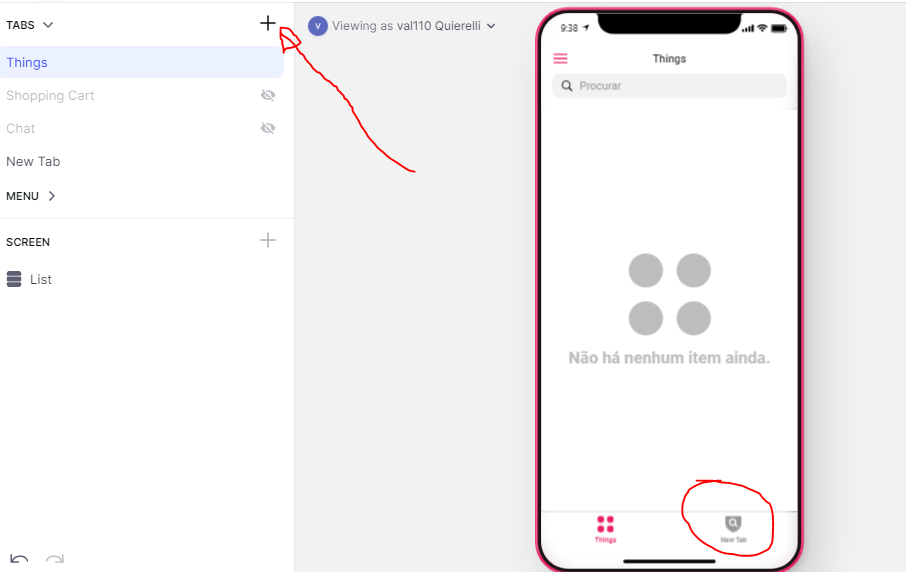 TABS
V Viewing as val110 Quierelli
Things
Shopping Cart
Chat
New Tab
MENU
SCREEN
List
9:38
Things
Procurar
Não há nenhum item ainda.
Things New Tab